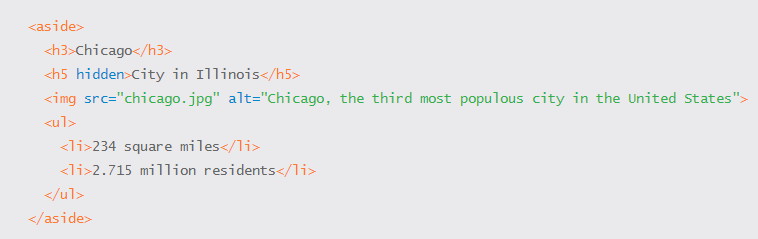 <aside>
<h3>Chicago</h3>
<h5 hidden>City in Illinois</h5>
<img src="chicago.jpg" alt="Chicago, the third most populous city in the United States">
<ul>
<li>234 square miles</li>
<li>2.715 million residents</li>
</ul>
</aside>